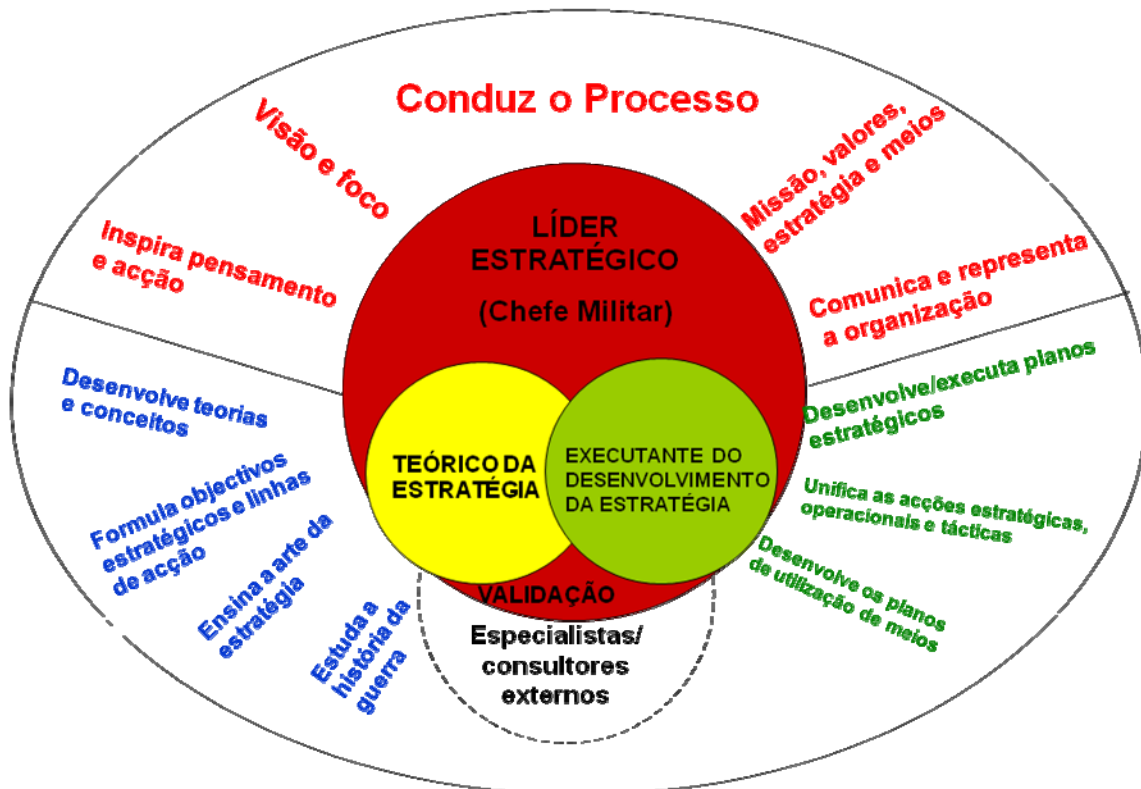 Conduz o Processo
Visão e foco
Inspira pensamento
e acção
Missão, valores,
estratégia e meios
Comunica e representa
a organização
LÍDER
ESTRATÉGICO
(Chefe Militar)
Desenvolve teorias
e conceitos
Formula objectivos
estratégicos e linhas
de acção
Ensina a arte da
estratégia
Estuda a
história da
guerra
TEÓRICO DA
ESTRATÉGIA
EXECUTANTE DO
DESENVOLVIMENTO
DA ESTRATÉGIA
Desenvolve/executa planos
estratégicos
Unifica as acções estratégicas,
operacionais e tácticas
Desenvolve os planos
de utilização de meios
VALIDAÇÃO
Especialistas/
consultores
externos